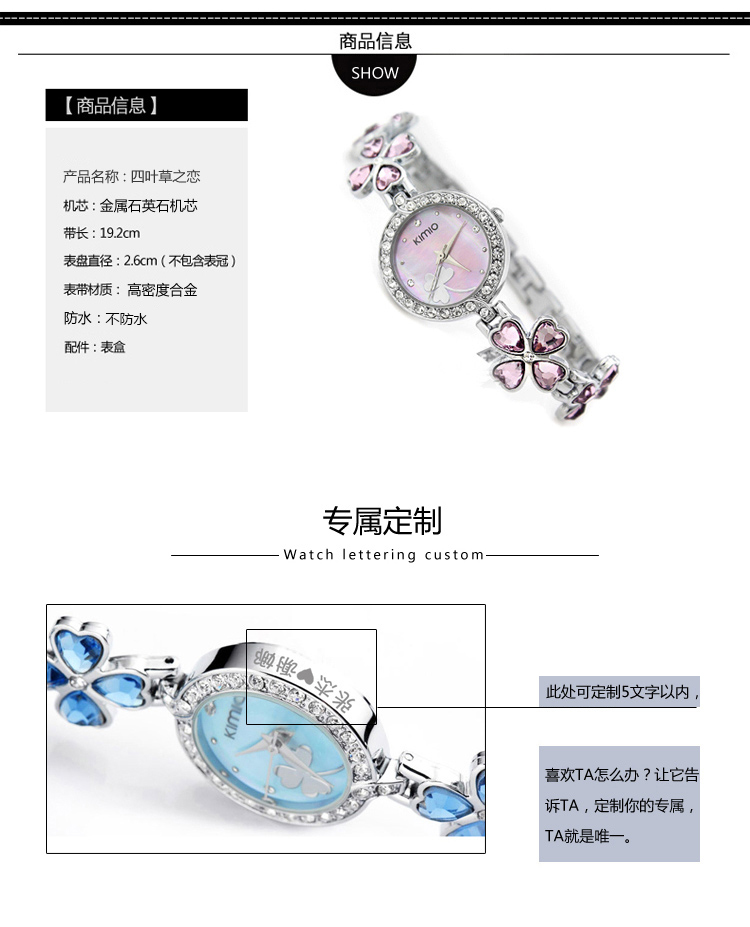 商品信息
SHOW
【商品信息】
产品名称：四叶草之恋
机芯：金属石英石机芯
带长：19.2cm
表盘直径：2.6cm（不包含表冠）
表带材质： 高密度合金
防水：不防水
配件：表盒
KIMIO
专属定制
Watch lettering custom
张杰♥谢娜
KIMIO
此处可定制5文字以内，
喜欢TA怎么办？让它告
诉TA，定制你的专属，
TA就是唯一。